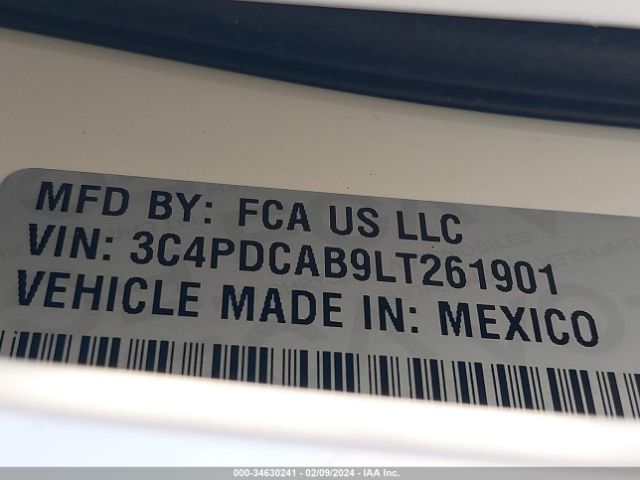 MFD BY: FCA US LLC
VIN: 3C4PDCAB9LT261901
VEHICLE MADE IN: MEXICO
000-34630241 - 02/09/2024 - IAA Inc.